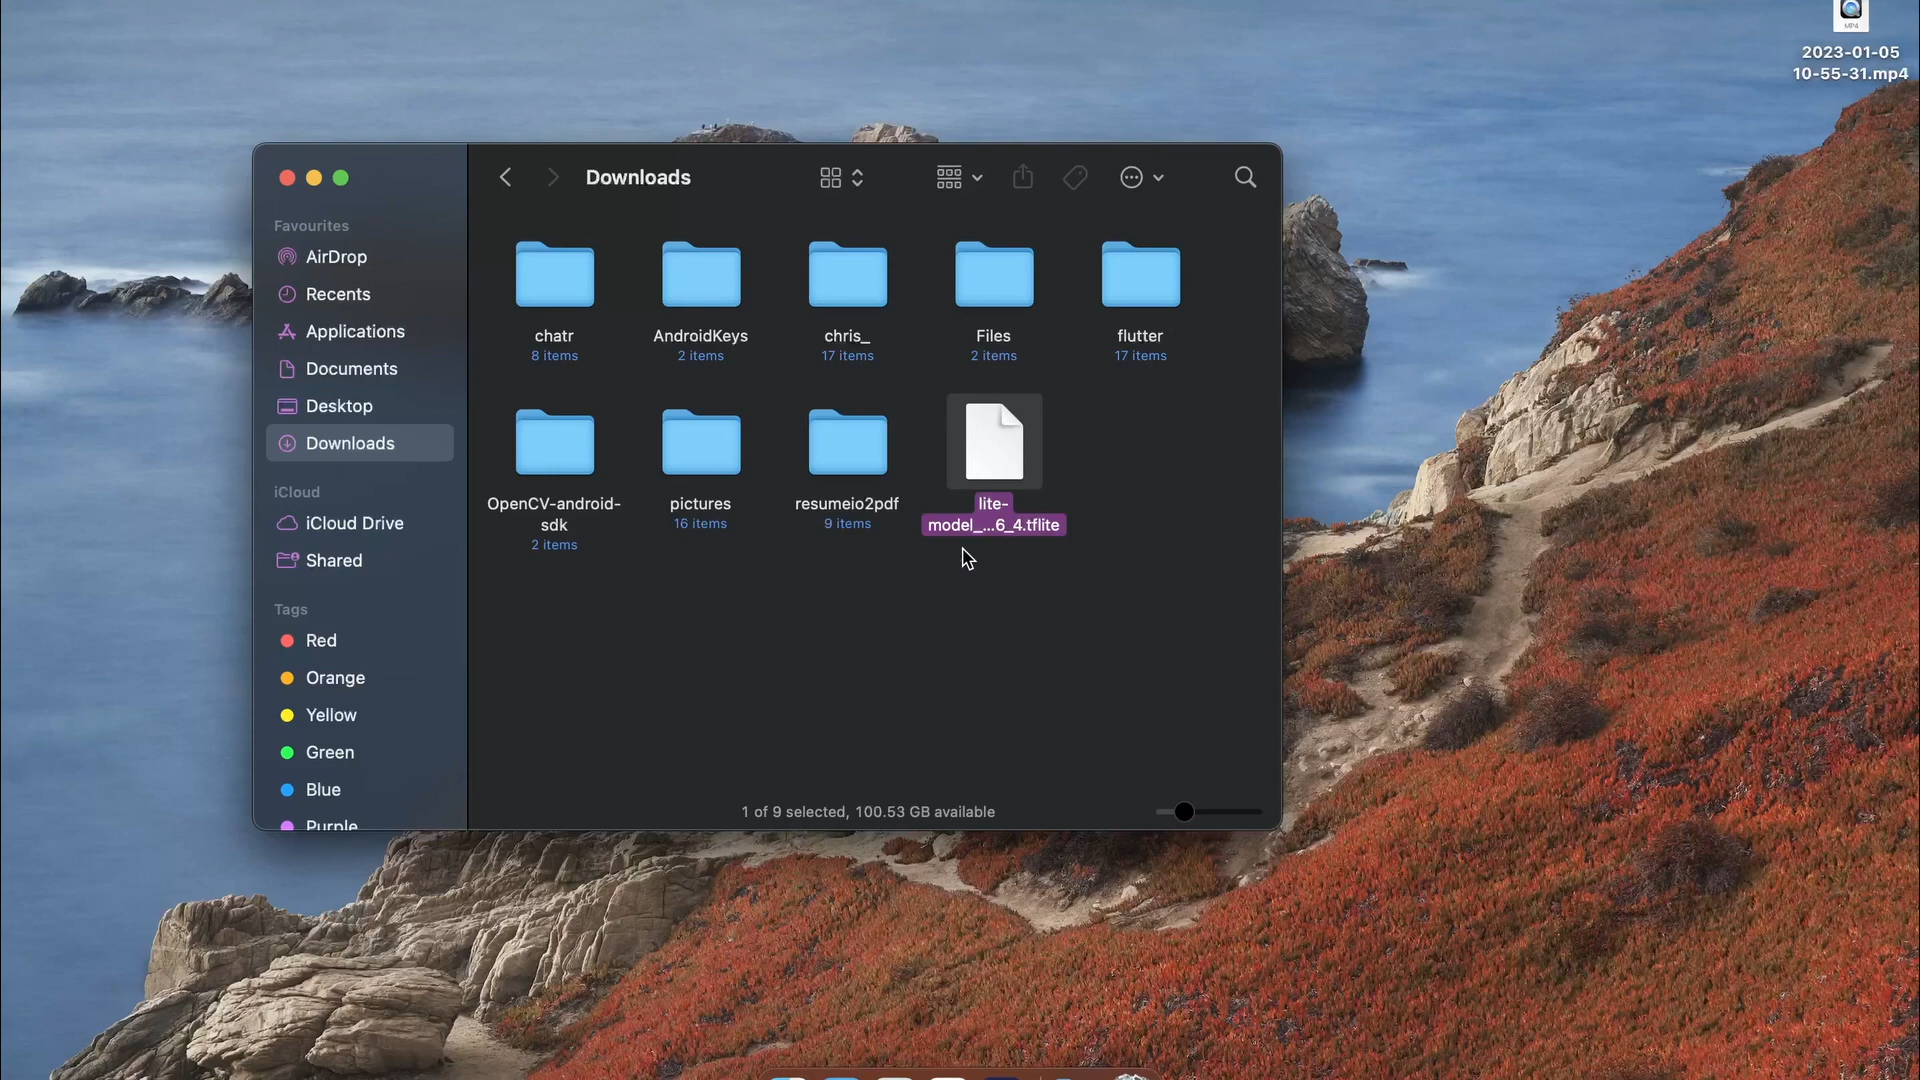 MP4
2023-01-05
10-55-31.mp4
Downloads
Favourites
AirDrop
Recents
Applications
Documents
Desktop
Downloads
iCloud
iCloud Drive
Shared
Tags
Red
Orange
Yellow
Green
Blue
Purple
chatr
8 items
AndroidKeys
2 items
chris_
17 items
Files
2 items
flutter
17 items
OpenCV-android-
sdk
2 items
pictures
16 items
resumeio2pdf
9 items
lite-
model_...6_4.tflite
1 of 9 selected, 100.53 GB available